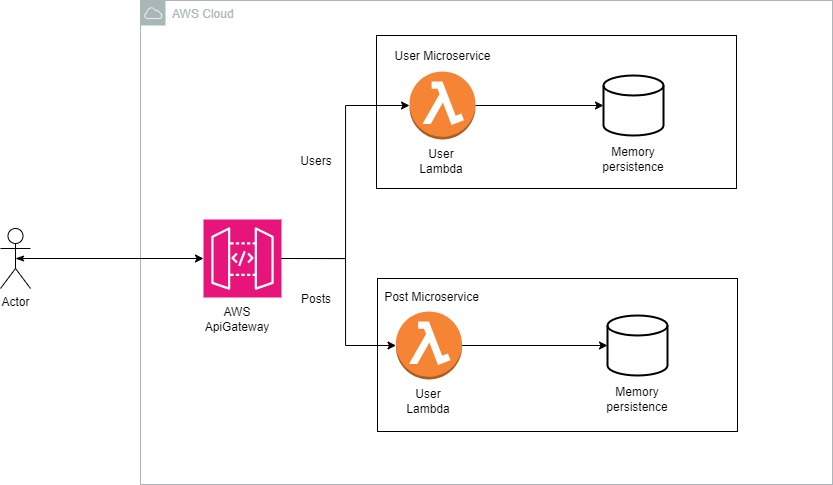 AWS Cloud
User Microservice
User
Lambda
Memory
persistence
Users
Actor
AWS
ApiGateway
</>
Posts
Post Microservice
User
Lambda
Memory
persistence